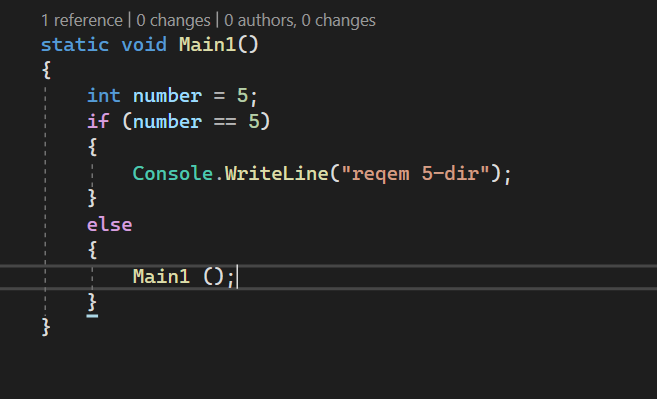 1 reference | 0 changes | 0 authors, 0 changes
static void Main1()
{
    int number = 5;
    if (number == 5)
    {
        Console.WriteLine("reqem 5-dir");
    }
    else
    {
        Main1 ();
    }
}